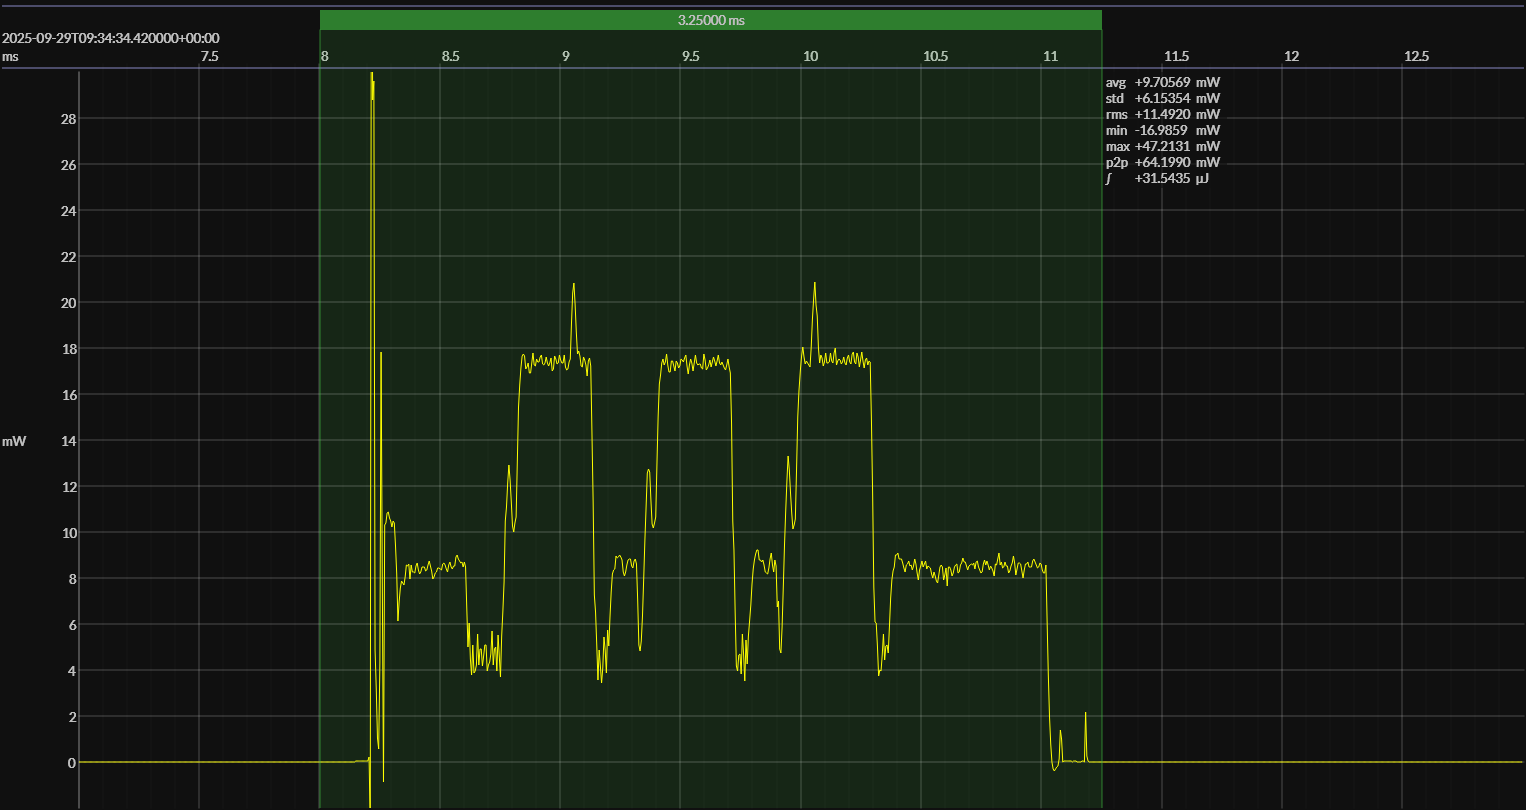 3.25000 ms
2025-09-29T09:34:34.420000+00:00
ms 7.5 8 8.5 9 9.5 10 10.5 11 11.5 12 12.5
avg +9.70569 mW
std +6.15354 mW
rms +11.4920 mW
min -16.9859 mW
max +47.2131 mW
p2p +64.1990 mW
∫ +31.5435 µJ
28
26
24
22
20
18
16
mW 14
12
10
8
6
4
2
0